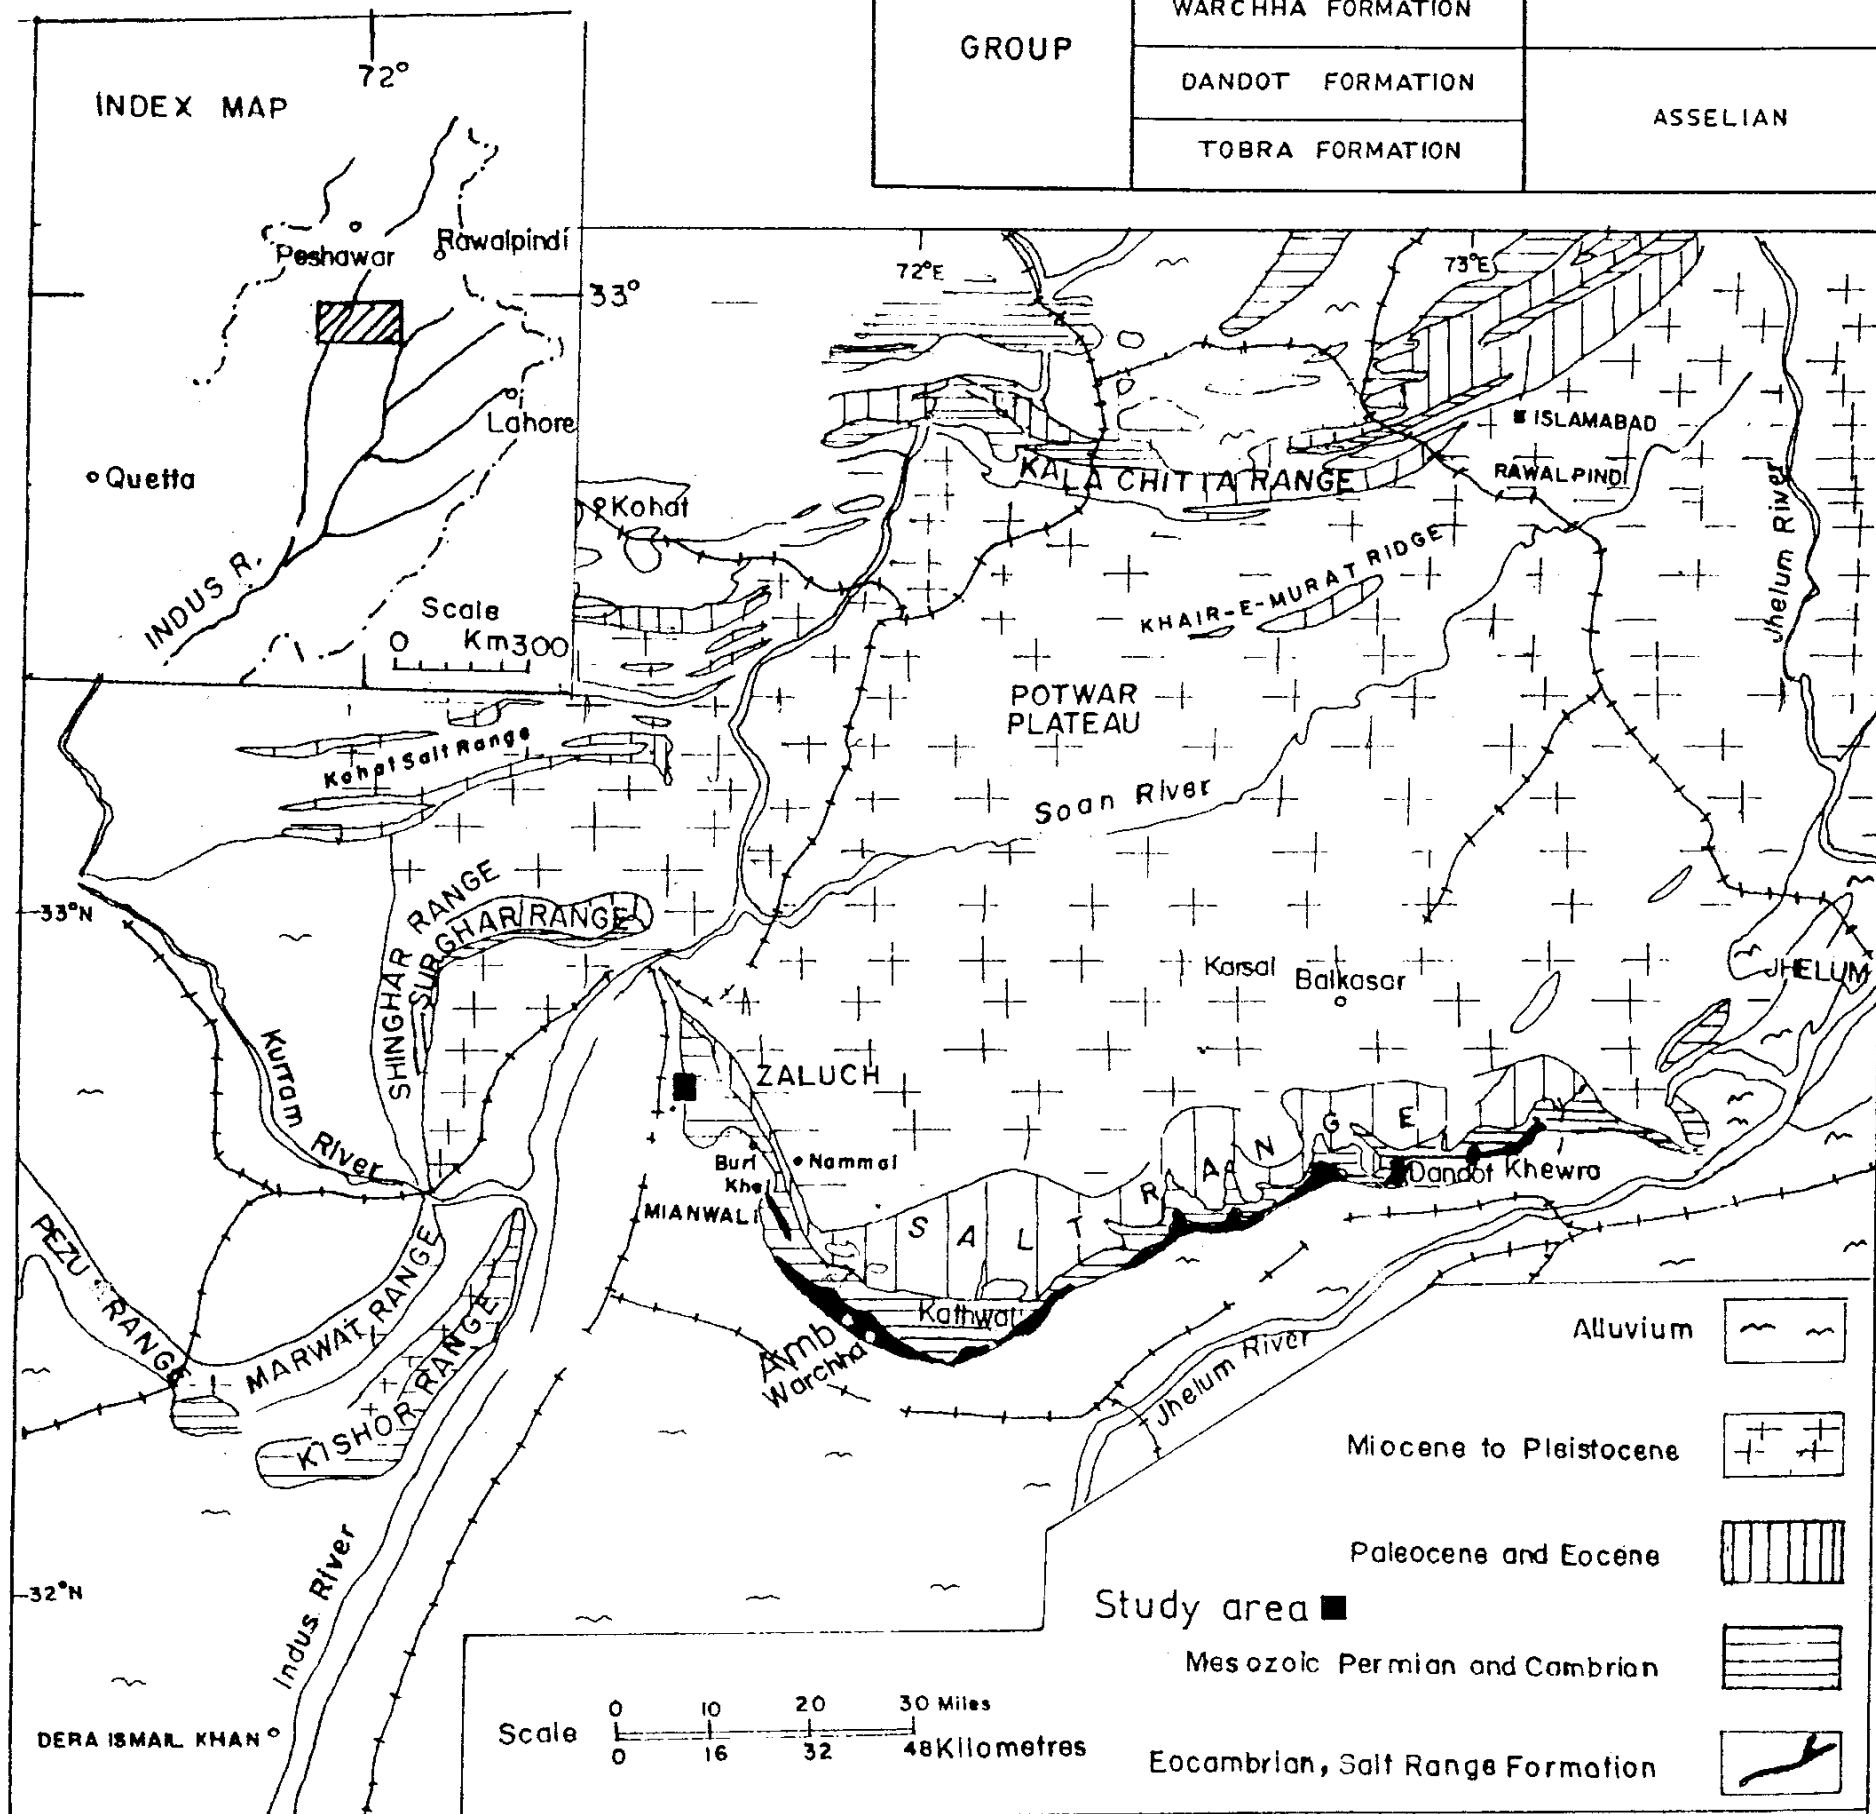 WARCHHA FORMATION
GROUP
DANDOT FORMATION
ASSELIAN
TOBRA FORMATION
72°
INDEX MAP
Peshawar
Rawalpindi
33°
Lahore
Quetta
INDUS R.
Scale
0 Km 300
72°E
73°E
ISLAMABAD
RAWALPINDI
KALA CHITTA RANGE
Kohat
Jhelum River
KHAIR-E-MURAT RIDGE
POTWAR
PLATEAU
Kohat Salt Range
Soan River
33°N
SHINGHAR RANGE
SURGHAR RANGE
Karsal
Balkasar
JHELUM
Kurram River
ZALUCH
Buri
Khel
Nammal
MIANWALI
SALT RANGE
Dandot
Khewra
PEZU RANGE
MARWAT RANGE
KISHOR RANGE
Kathwai
Amb
Warchha
Jhelum River
Alluvium
Miocene to Pleistocene
Paleocene and Eocene
32°N
Indus River
Study area
Mesozoic Permian and Cambrian
DERA ISMAIL KHAN
Scale
0 10 20 30 Miles
0 16 32 48 Kilometres
Eocambrian, Salt Range Formation